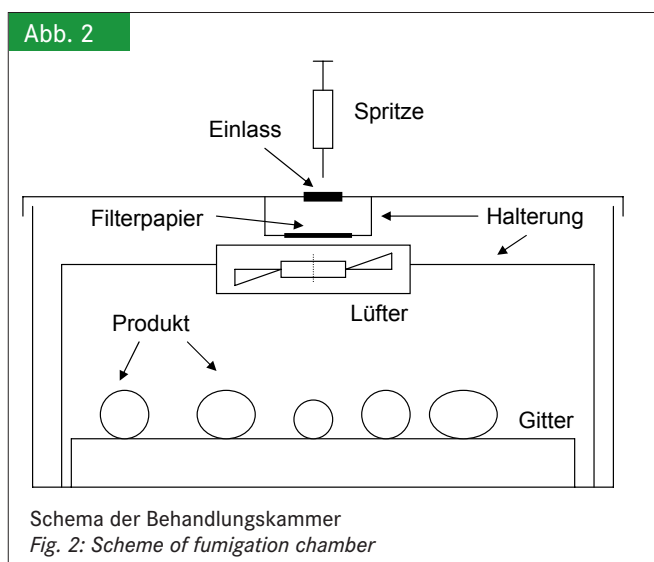 Abb. 2
Spritze
Einlass
Filterpapier
Halterung
Lüfter
Produkt
Gitter
Schema der Behandlungskammer
Fig. 2: Scheme of fumigation chamber